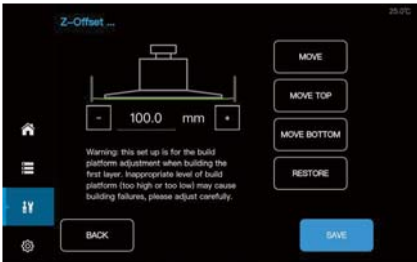 25.0℃
Z-Offset ...
MOVE
MOVE TOP
- 100.0 mm +
MOVE BOTTOM
Warning: this set up is for the build
platform adjustment when building the
first layer. Inappropriate level of build
platform (too high or too low) may cause
building failures, please adjust carefully.
RESTORE
BACK
SAVE